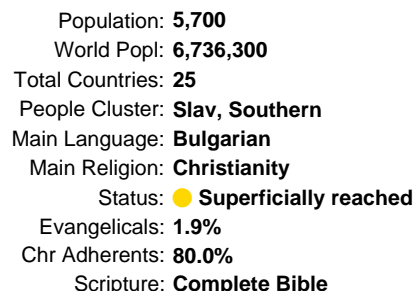 Population: 5,700
World Popl: 6,736,300
Total Countries: 25
People Cluster: Slav, Southern
Main Language: Bulgarian
Main Religion: Christianity
Status: Superficially reached
Evangelicals: 1.9%
Chr Adherents: 80.0%
Scripture: Complete Bible